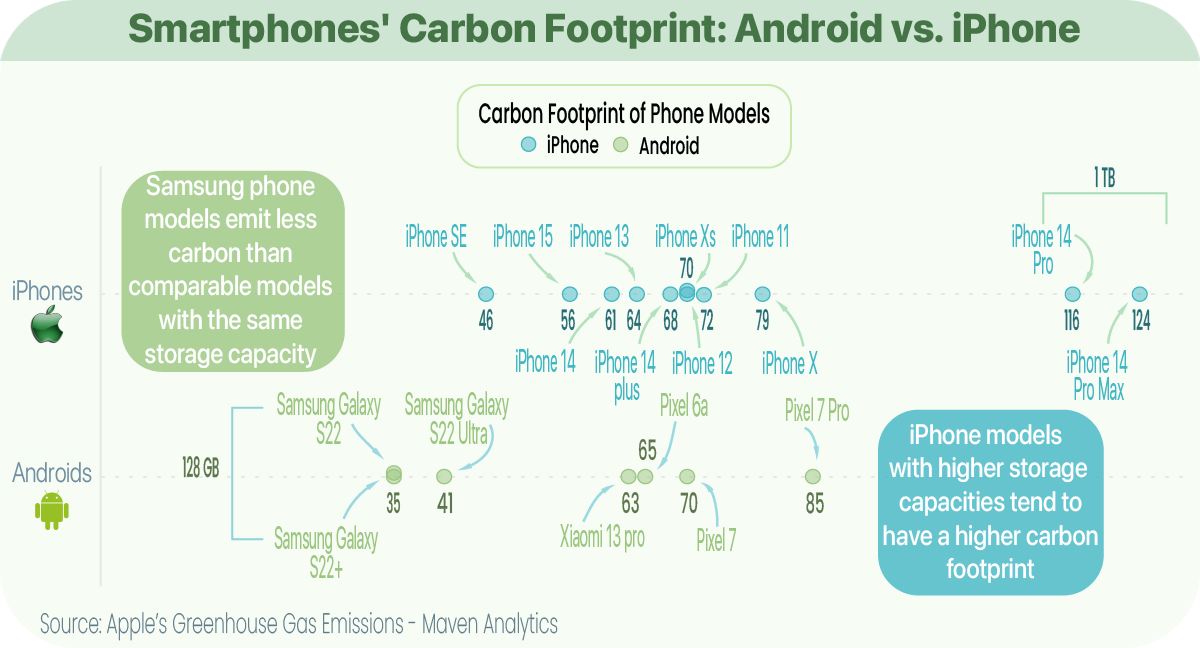 Smartphones' Carbon Footprint: Android vs. iPhone
Carbon Footprint of Phone Models
iPhone Android
1 TB
Samsung phone
models emit less
carbon than
comparable models
with the same
storage capacity
iPhone SE iPhone 15 iPhone 13 iPhone Xs iPhone 11
iPhone 14
Pro
70
iPhones
46 56 61 64 68 72 79 116 124
iPhone 14
iPhone 14
plus
iPhone 12
iPhone X
iPhone 14
Pro Max
Samsung Galaxy
S22
Samsung Galaxy
S22 Ultra
Pixel 6a
Pixel 7 Pro
65
128 GB
Androids
35 41 63 70 85
Samsung Galaxy
S22+
Xiaomi 13 pro
Pixel 7
iPhone models
with higher storage
capacities tend to
have a higher carbon
footprint
Source: Apple's Greenhouse Gas Emissions - Maven Analytics